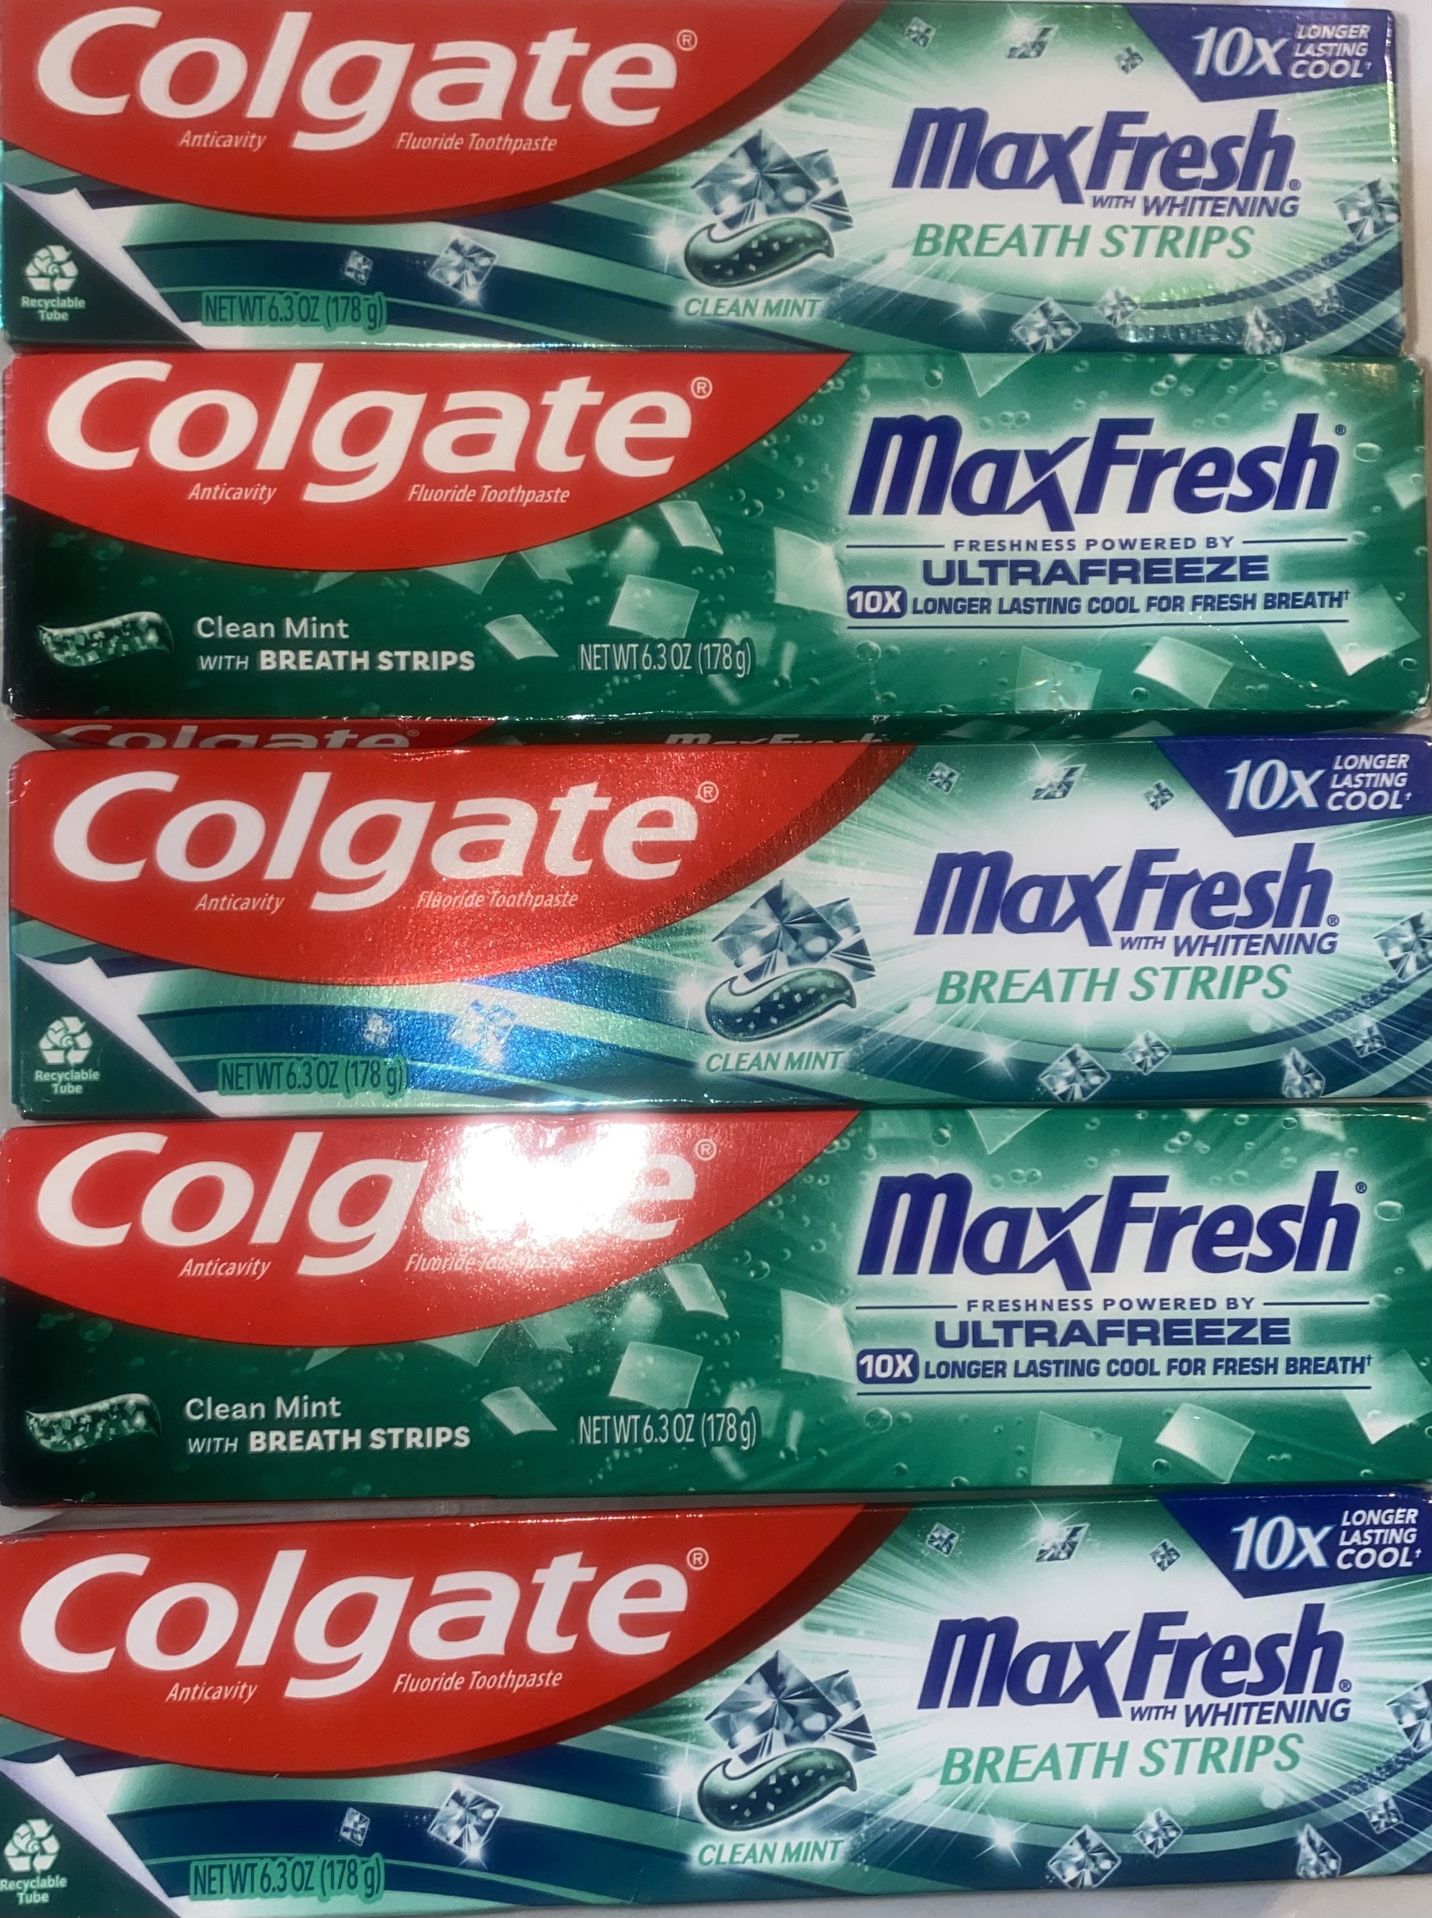 Colgate®
Anticavity Fluoride Toothpaste
10X LONGER LASTING COOL†
MaxFresh®
WITH WHITENING
BREATH STRIPS
CLEAN MINT
Recyclable Tube
NET WT 6.3 OZ (178 g)
Colgate®
Anticavity Fluoride Toothpaste
MaxFresh®
FRESHNESS POWERED BY
ULTRAFREEZE
10X LONGER LASTING COOL FOR FRESH BREATH†
Clean Mint
WITH BREATH STRIPS
NET WT 6.3 OZ (178 g)
Colgate® MaxFresh
Colgate®
Anticavity Fluoride Toothpaste
10X LONGER LASTING COOL†
MaxFresh®
WITH WHITENING
BREATH STRIPS
CLEAN MINT
Recyclable Tube
NET WT 6.3 OZ (178 g)
Colgate®
Anticavity Fluoride Toothpaste
MaxFresh®
FRESHNESS POWERED BY
ULTRAFREEZE
10X LONGER LASTING COOL FOR FRESH BREATH†
Clean Mint
WITH BREATH STRIPS
NET WT 6.3 OZ (178 g)
Colgate®
Anticavity Fluoride Toothpaste
10X LONGER LASTING COOL†
MaxFresh®
WITH WHITENING
BREATH STRIPS
CLEAN MINT
Recyclable Tube
NET WT 6.3 OZ (178 g)